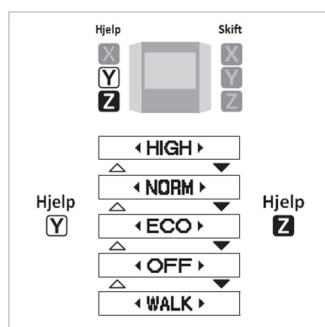 Hjelp Skift
X X
Y Y
Z Z
HIGH
NORM
Hjelp Hjelp
Y Z
ECO
OFF
WALK